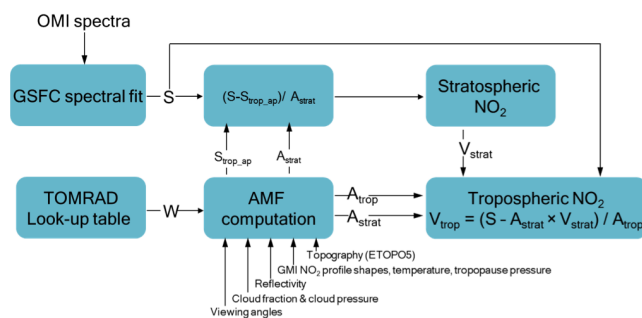 OMI spectra
GSFC spectral fit
S
(S-Strop_ap)/ Astrat
Stratospheric
NO2
Strop_ap
Astrat
Vstrat
TOMRAD
Look-up table
W
AMF
computation
Atrop
Astrat
Tropospheric NO2
Vtrop = (S - Astrat × Vstrat) / Atrop
Topography (ETOPO5)
GMI NO2 profile shapes, temperature, tropopause pressure
Reflectivity
Cloud fraction & cloud pressure
Viewing angles